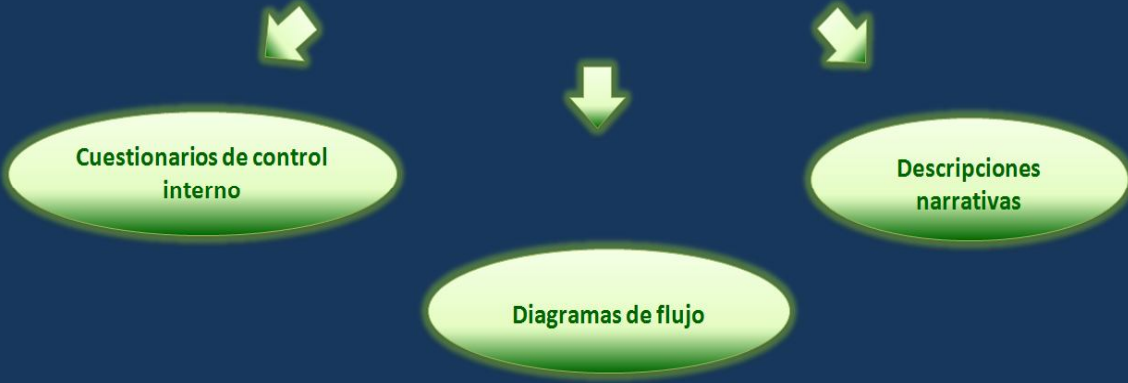 Cuestionarios de control
interno
Descripciones
narrativas
Diagramas de flujo